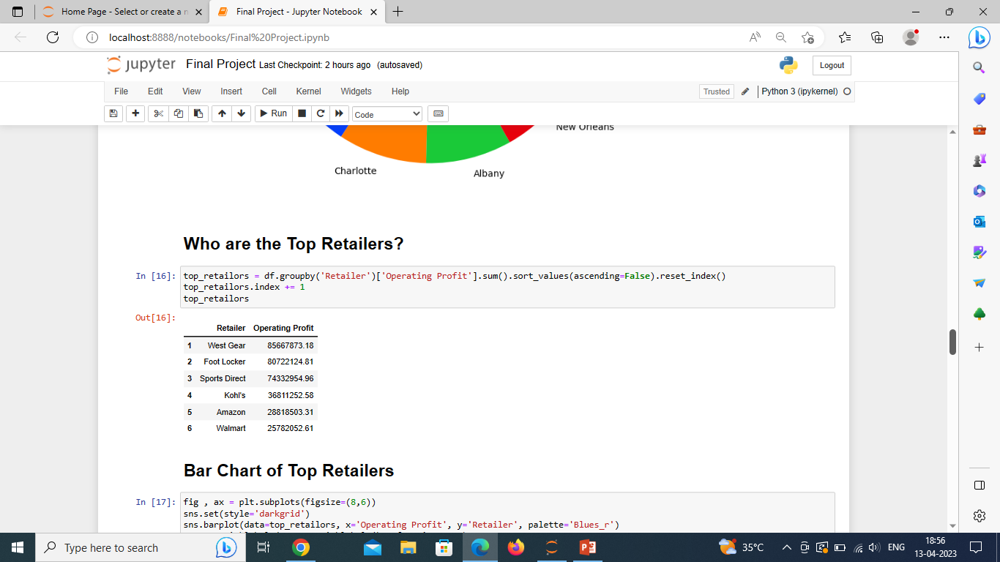 Home Page - Select or create a n
Final Project - Jupyter Notebook
localhost:8888/notebooks/Final%20Project.ipynb
jupyter Final Project Last Checkpoint: 2 hours ago (autosaved)
Logout
File Edit View Insert Cell Kernel Widgets Help
Trusted
Python 3 (ipykernel)
Run
Code
New Orleans
Charlotte
Albany
Who are the Top Retailers?
In [16]: top_retailors = df.groupby('Retailer')['Operating Profit'].sum().sort_values(ascending=False).reset_index()
top_retailors.index += 1
top_retailors
Out[16]:
Retailer Operating Profit
1 West Gear 85667873.18
2 Foot Locker 80722124.81
3 Sports Direct 74332954.96
4 Kohl's 36811252.58
5 Amazon 28818503.31
6 Walmart 25782052.61
Bar Chart of Top Retailers
In [17]: fig , ax = plt.subplots(figsize=(8,6))
sns.set(style='darkgrid')
sns.barplot(data=top_retailors, x='Operating Profit', y='Retailer', palette='Blues_r')
Type here to search
35°C
ENG
18:56
13-04-2023